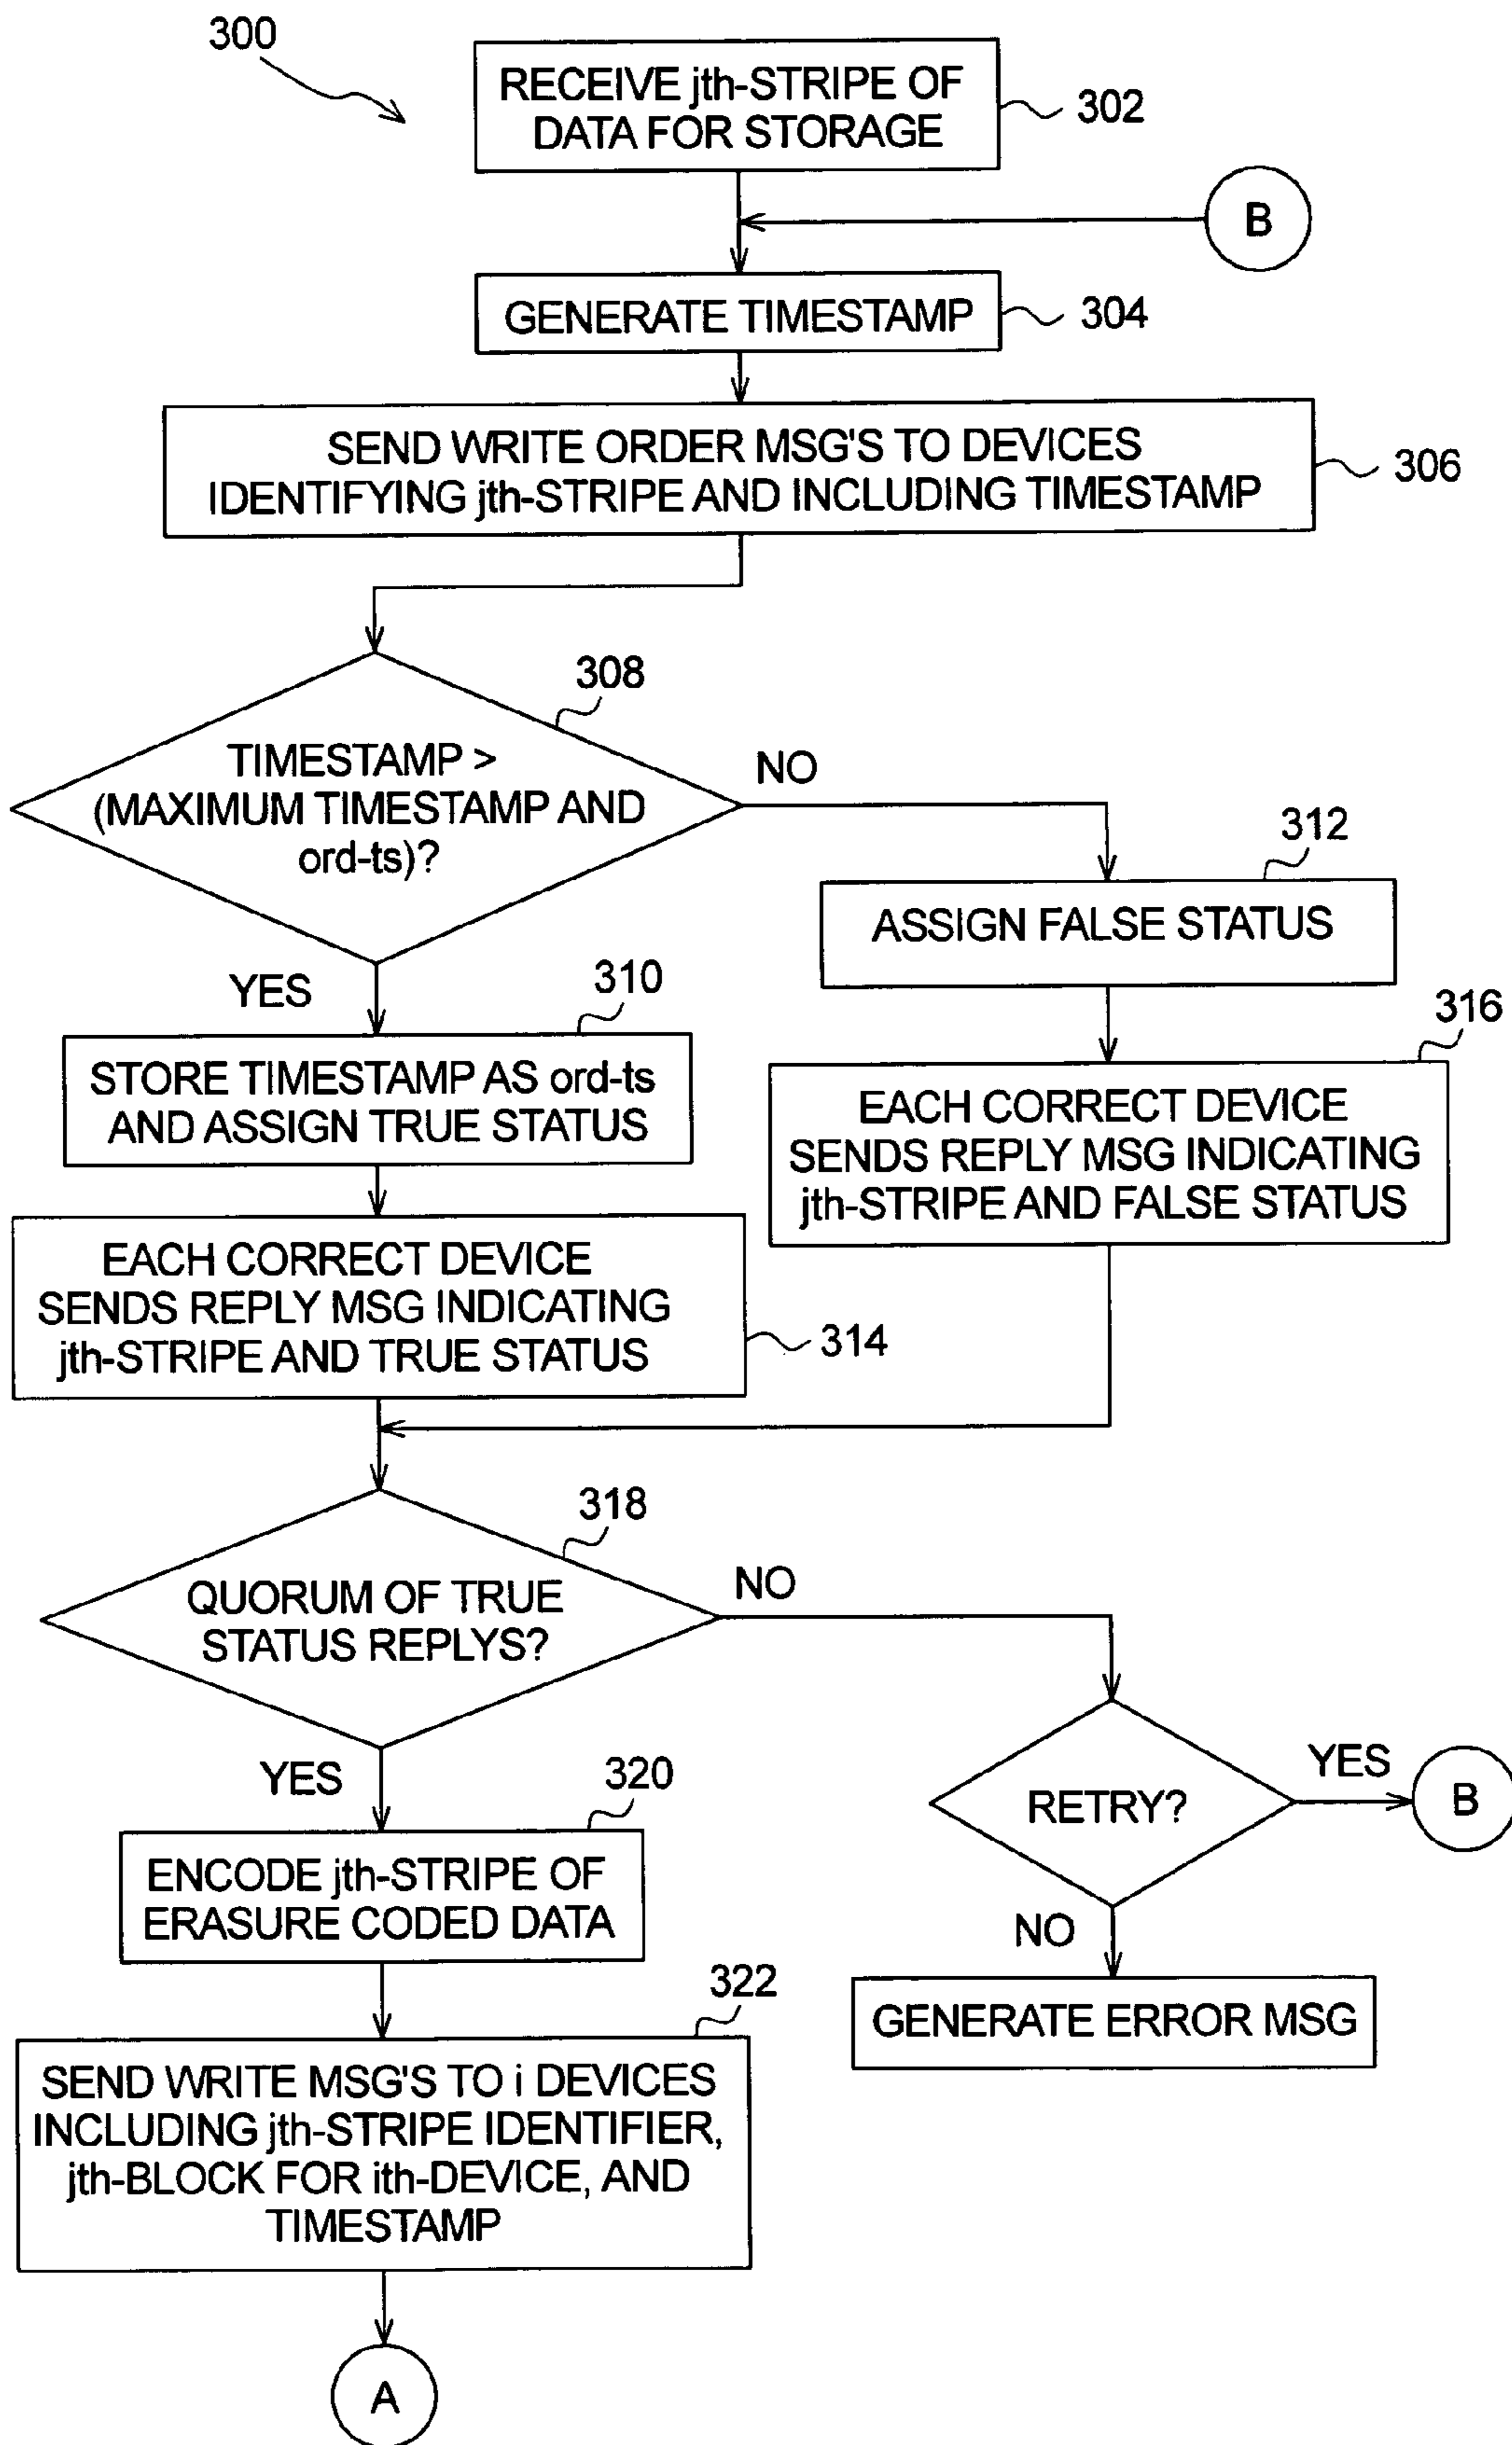 300
RECEIVE jth-STRIPE OF
DATA FOR STORAGE
302
B
GENERATE TIMESTAMP
304
SEND WRITE ORDER MSG'S TO DEVICES
IDENTIFYING jth-STRIPE AND INCLUDING TIMESTAMP
306
308
TIMESTAMP >
(MAXIMUM TIMESTAMP AND
ord-ts)?
NO
YES
312
ASSIGN FALSE STATUS
310
STORE TIMESTAMP AS ord-ts
AND ASSIGN TRUE STATUS
316
EACH CORRECT DEVICE
SENDS REPLY MSG INDICATING
jth-STRIPE AND FALSE STATUS
EACH CORRECT DEVICE
SENDS REPLY MSG INDICATING
jth-STRIPE AND TRUE STATUS
314
318
QUORUM OF TRUE
STATUS REPLYS?
NO
YES
RETRY?
YES
B
NO
GENERATE ERROR MSG
320
ENCODE jth-STRIPE OF
ERASURE CODED DATA
322
SEND WRITE MSG'S TO i DEVICES
INCLUDING jth-STRIPE IDENTIFIER,
jth-BLOCK FOR ith-DEVICE, AND
TIMESTAMP
A